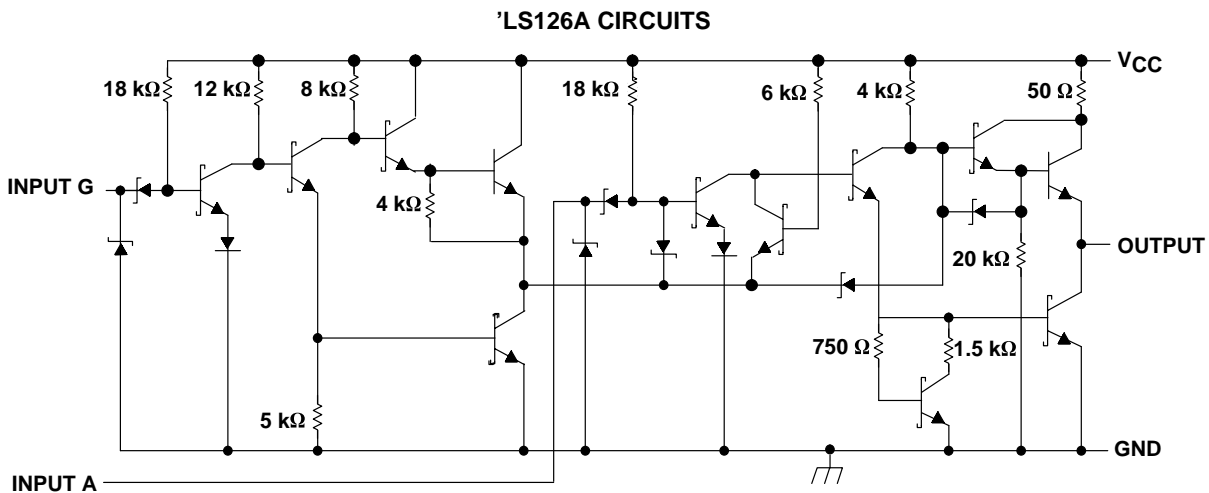 ’LS126A CIRCUITS
VCC
18 kΩ
12 kΩ
8 kΩ
18 kΩ
6 kΩ
4 kΩ
50 Ω
INPUT G
4 kΩ
20 kΩ
OUTPUT
750 Ω
1.5 kΩ
5 kΩ
GND
INPUT A